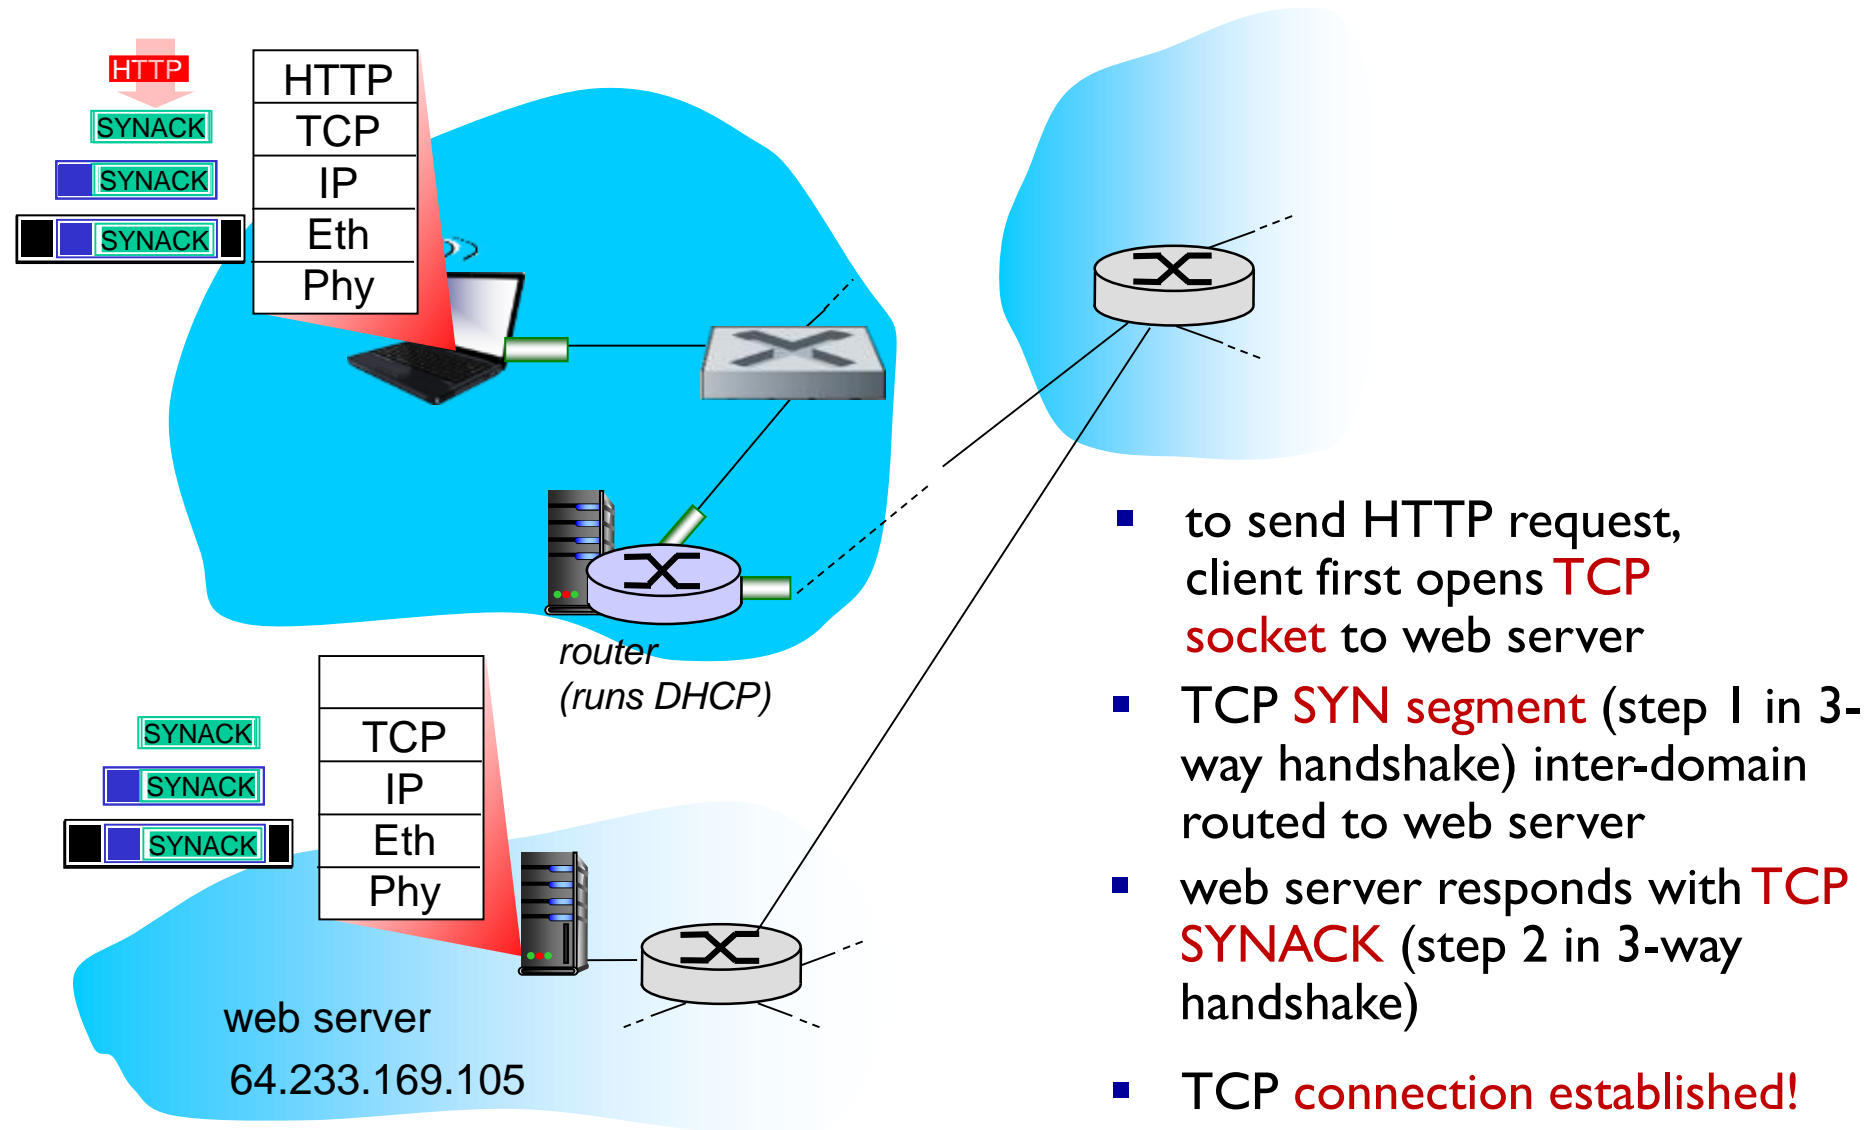 HTTP
SYNACK
SYNACK
SYNACK
HTTP
TCP
IP
Eth
Phy
router
(runs DHCP)
SYNACK
SYNACK
SYNACK
TCP
IP
Eth
Phy
web server
64.233.169.105
▪ to send HTTP request,
client first opens TCP
socket to web server
▪ TCP SYN segment (step 1 in 3-
way handshake) inter-domain
routed to web server
▪ web server responds with TCP
SYNACK (step 2 in 3-way
handshake)
▪ TCP connection established!